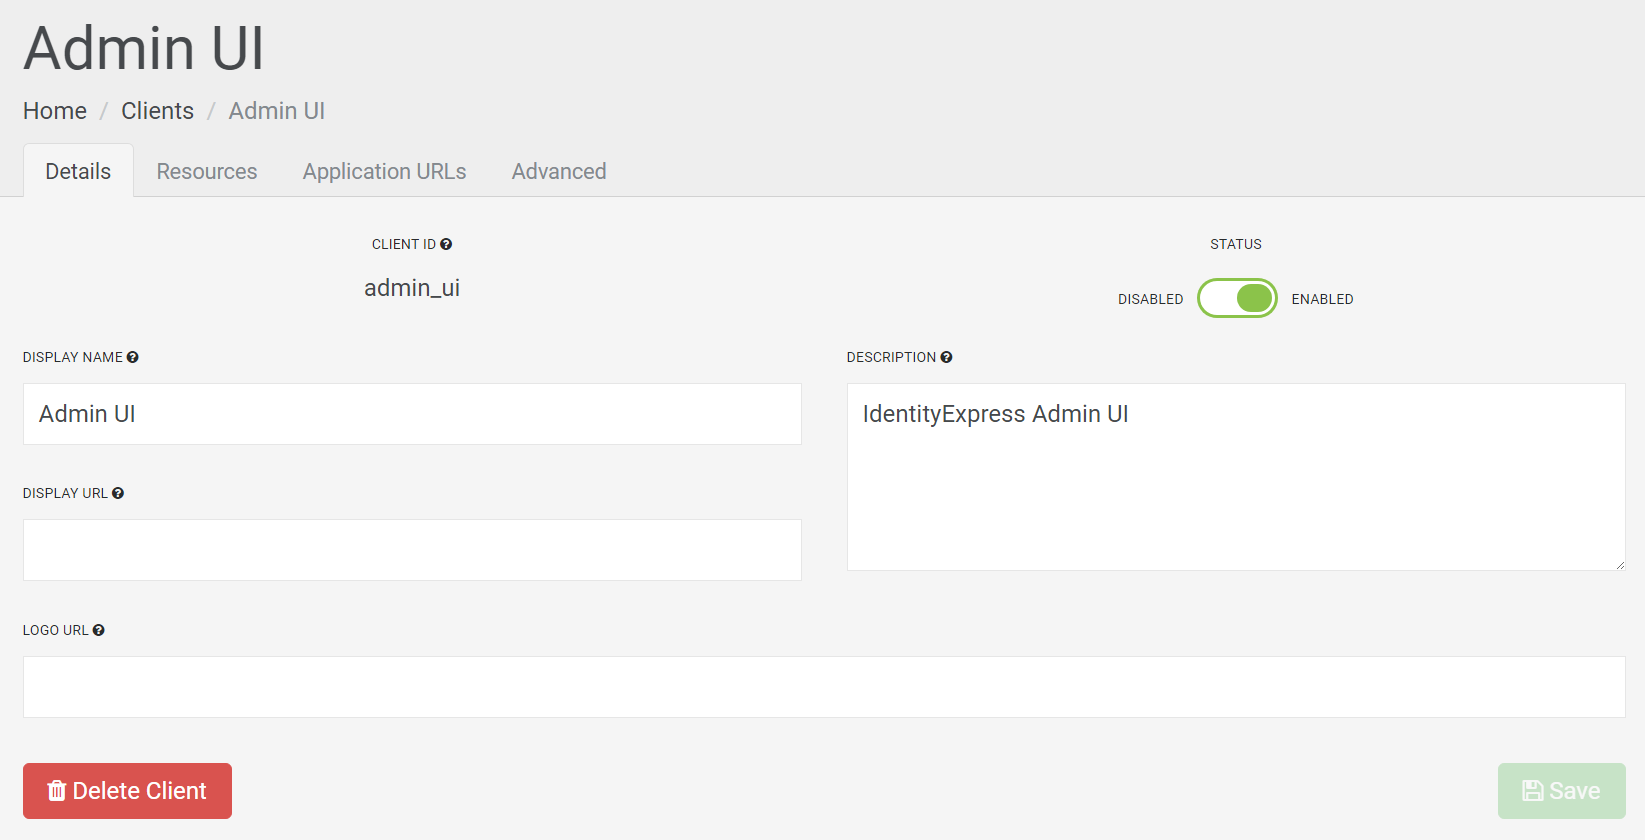 Admin UI
Home / Clients / Admin UI
Details Resources Application URLs Advanced
CLIENT ID
admin_ui
STATUS
DISABLED ENABLED
DISPLAY NAME
Admin UI
DESCRIPTION
IdentityExpress Admin UI
DISPLAY URL
LOGO URL
Delete Client
Save